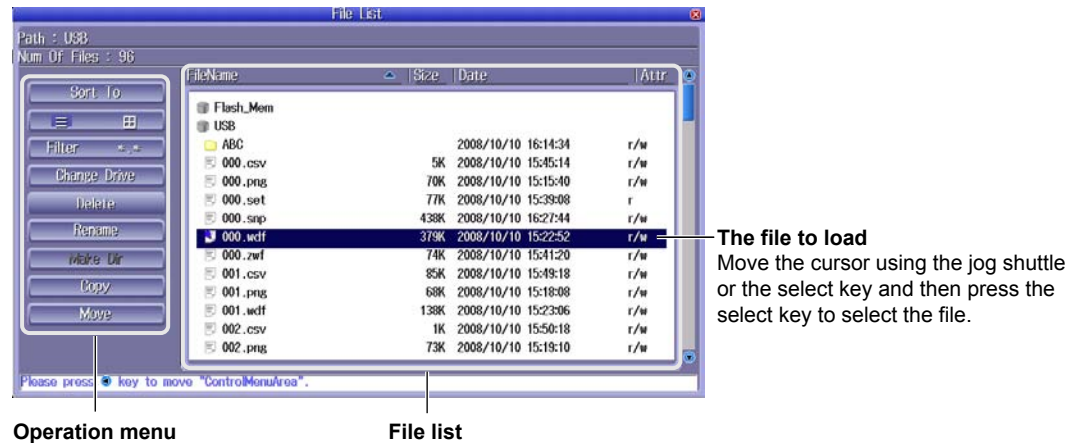 File List
Path : USB
Num Of Files : 96
FileName Size Date Attr
Sort To
Filter *.*
Change Drive
Delete
Rename
Make Dir
Copy
Move
Flash_Mem
USB
ABC 2008/10/10 16:14:34 r/w
000.csv 5K 2008/10/10 15:45:14 r/w
000.png 70K 2008/10/10 15:15:40 r/w
000.set 77K 2008/10/10 15:39:08 r
000.snp 438K 2008/10/10 16:27:44 r/w
000.wdf 379K 2008/10/10 15:22:52 r/w
000.zwf 74K 2008/10/10 15:41:20 r/w
001.csv 85K 2008/10/10 15:49:18 r/w
001.png 68K 2008/10/10 15:18:08 r/w
001.wdf 138K 2008/10/10 15:23:06 r/w
002.csv 1K 2008/10/10 15:50:18 r/w
002.png 73K 2008/10/10 15:19:10 r/w
Please press key to move "ControlMenuArea".
The file to load
Move the cursor using the jog shuttle
or the select key and then press the
select key to select the file.
Operation menu
File list